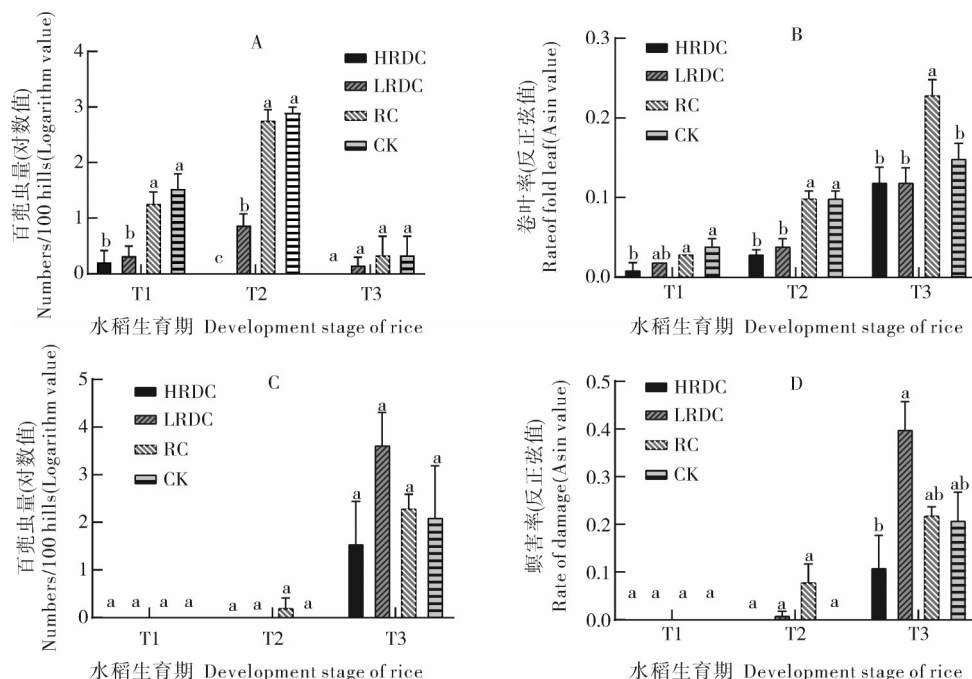 A
4
3
2
1
0
百蔸虫量(对数值)
Numbers/100 hills(Logarithm value)
HRDC
LRDC
RC
CK
b b a a
c b a a
a a a a
T1 T2 T3
水稻生育期 Development stage of rice
B
0.3
0.2
0.1
0.0
卷叶率(反正弦值)
Rateof fold leaf(Asin value)
HRDC
LRDC
RC
CK
b ab a a
b b a a
b b a b
T1 T2 T3
水稻生育期 Development stage of rice
C
5
4
3
2
1
0
百蔸虫量(对数值)
Numbers/100 hills(Logarithm value)
HRDC
LRDC
RC
CK
a a a a
a a a a
a a a a
T1 T2 T3
水稻生育期 Development stage of rice
D
0.5
0.4
0.3
0.2
0.1
0.0
螟害率(反正弦值)
Rate of damage(Asin value)
HRDC
LRDC
RC
CK
a a a a
a a a a
b a ab ab
T1 T2 T3
水稻生育期 Development stage of rice